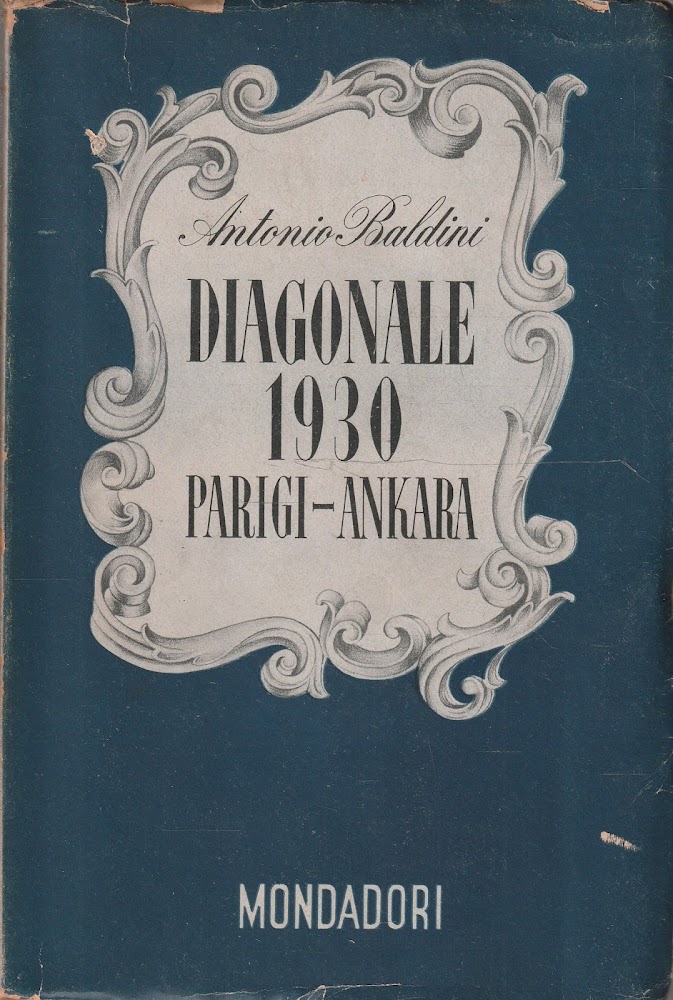 Antonio Baldini
DIAGONALE
1930
PARIGI-ANKARA
MONDADORI